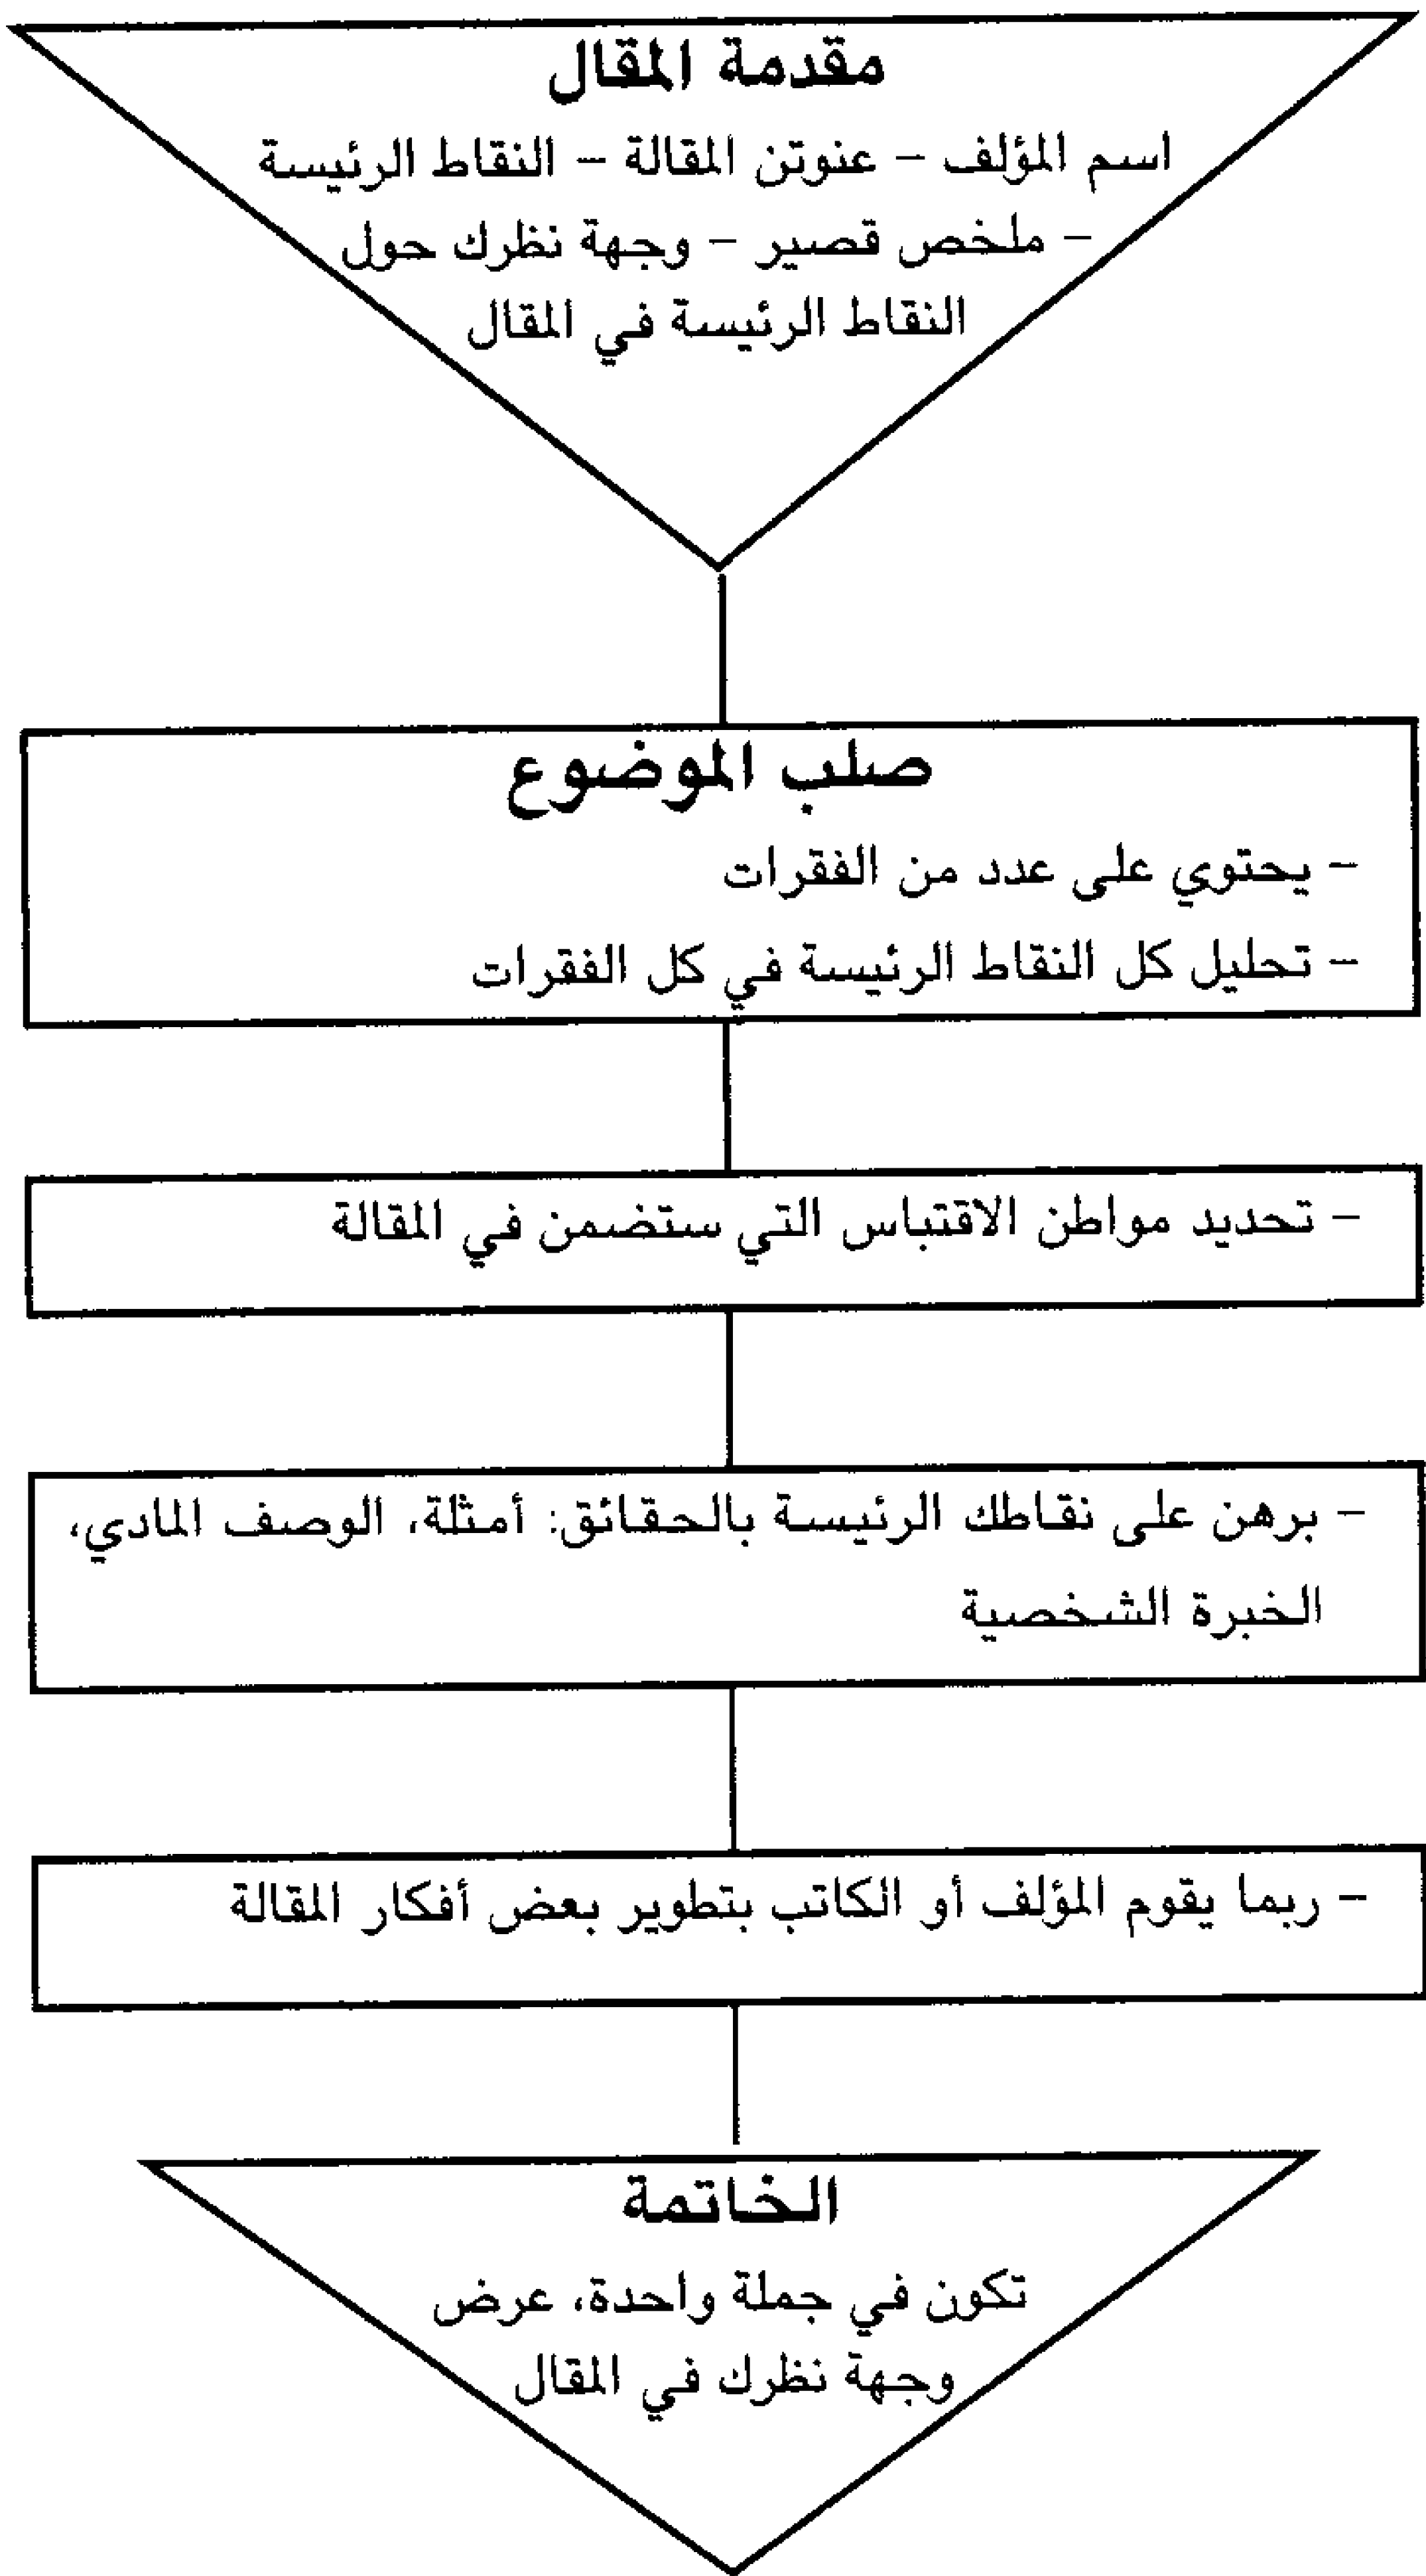 مقدمة المقال
اسم المؤلف – عنوتن المقالة – النقاط الرئيسة
– ملخص قصير – وجهة نظرك حول
النقاط الرئيسة في المقال
صلب الموضوع
– يحتوي على عدد من الفقرات
– تحليل كل النقاط الرئيسة في كل الفقرات
– تحديد مواطن الاقتباس التي ستضمن في المقالة
– برهن على نقاطك الرئيسة بالحقائق: أمثلة، الوصف المادي،
الخبرة الشخصية
– ربما يقوم المؤلف أو الكاتب بتطوير بعض أفكار المقالة
الخاتمة
تكون في جملة واحدة، عرض
وجهة نظرك في المقال